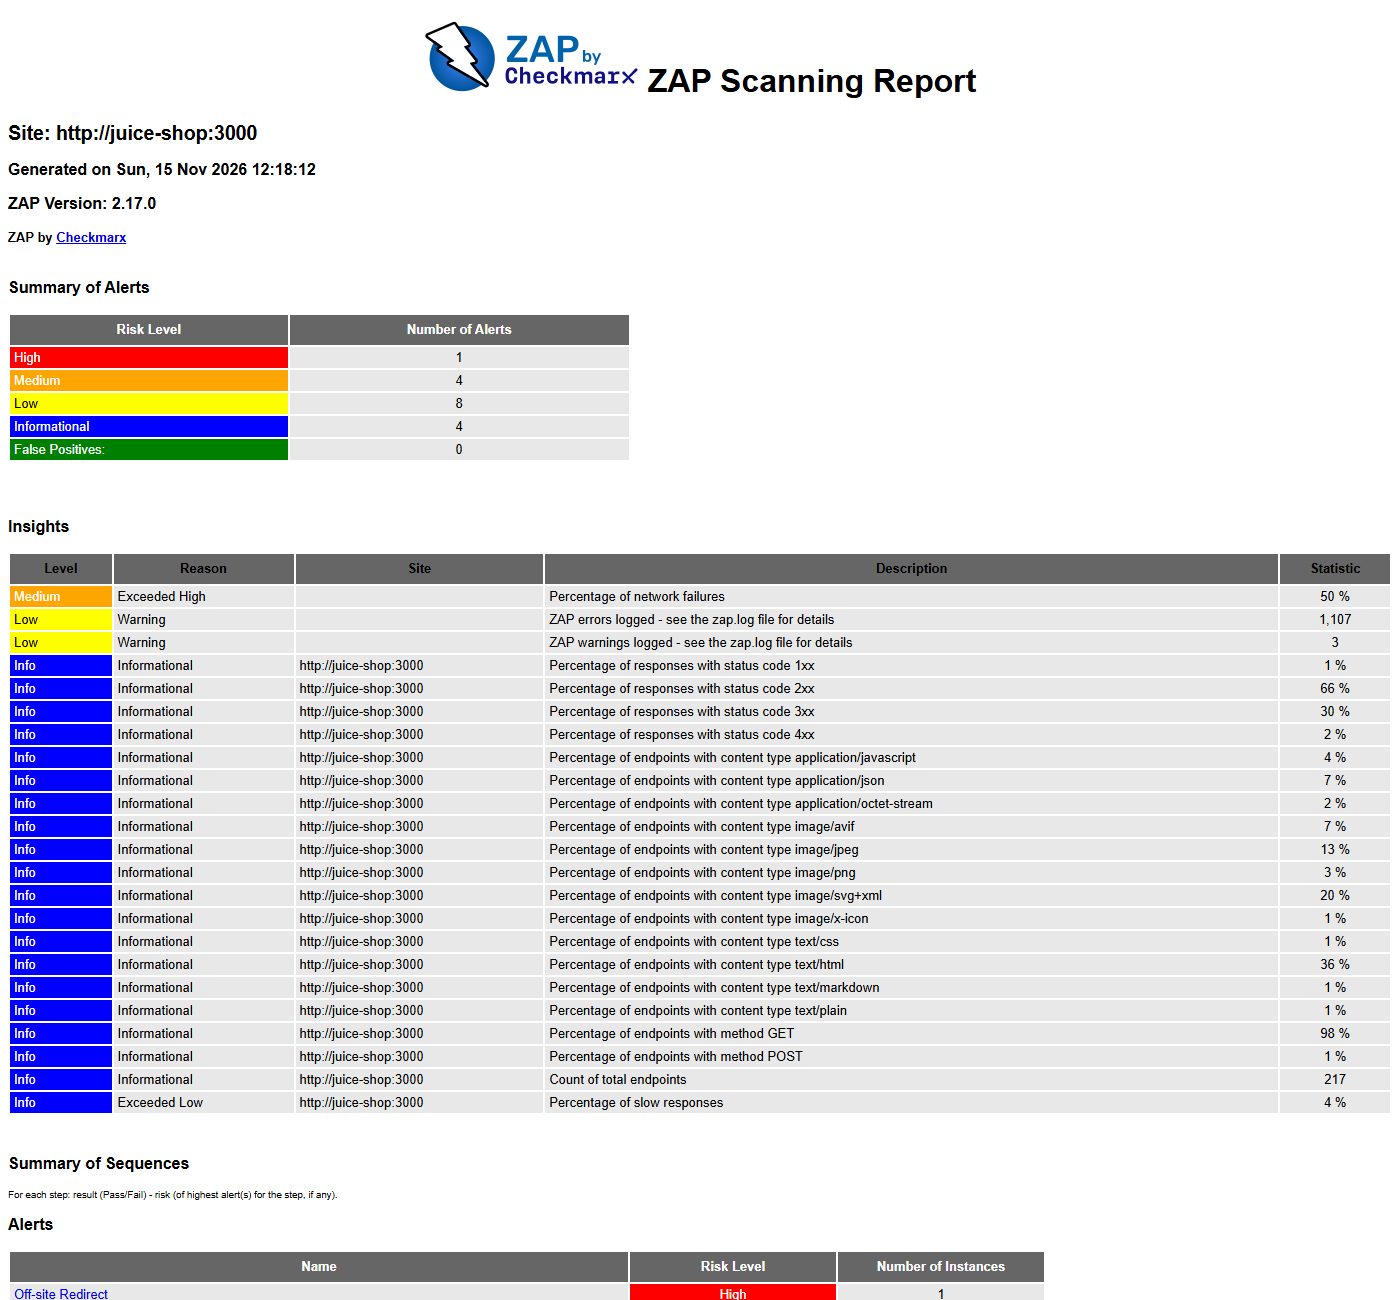 ZAP by
Checkmarx ZAP Scanning Report
Site: http://juice-shop:3000
Generated on Sun, 15 Nov 2026 12:18:12
ZAP Version: 2.17.0
ZAP by Checkmarx
Summary of Alerts
Risk Level Number of Alerts
High 1
Medium 4
Low 8
Informational 4
False Positives: 0
Insights
Level Reason Site Description Statistic
Medium Exceeded High Percentage of network failures 50 %
Low Warning ZAP errors logged - see the zap.log file for details 1,107
Low Warning ZAP warnings logged - see the zap.log file for details 3
Info Informational http://juice-shop:3000 Percentage of responses with status code 1xx 1 %
Info Informational http://juice-shop:3000 Percentage of responses with status code 2xx 66 %
Info Informational http://juice-shop:3000 Percentage of responses with status code 3xx 30 %
Info Informational http://juice-shop:3000 Percentage of responses with status code 4xx 2 %
Info Informational http://juice-shop:3000 Percentage of endpoints with content type application/javascript 4 %
Info Informational http://juice-shop:3000 Percentage of endpoints with content type application/json 7 %
Info Informational http://juice-shop:3000 Percentage of endpoints with content type application/octet-stream 2 %
Info Informational http://juice-shop:3000 Percentage of endpoints with content type image/avif 7 %
Info Informational http://juice-shop:3000 Percentage of endpoints with content type image/jpeg 13 %
Info Informational http://juice-shop:3000 Percentage of endpoints with content type image/png 3 %
Info Informational http://juice-shop:3000 Percentage of endpoints with content type image/svg+xml 20 %
Info Informational http://juice-shop:3000 Percentage of endpoints with content type image/x-icon 1 %
Info Informational http://juice-shop:3000 Percentage of endpoints with content type text/css 1 %
Info Informational http://juice-shop:3000 Percentage of endpoints with content type text/html 36 %
Info Informational http://juice-shop:3000 Percentage of endpoints with content type text/markdown 1 %
Info Informational http://juice-shop:3000 Percentage of endpoints with content type text/plain 1 %
Info Informational http://juice-shop:3000 Percentage of endpoints with method GET 98 %
Info Informational http://juice-shop:3000 Percentage of endpoints with method POST 1 %
Info Informational http://juice-shop:3000 Count of total endpoints 217
Info Exceeded Low http://juice-shop:3000 Percentage of slow responses 4 %
Summary of Sequences
For each step: result (Pass/Fail) - risk (of highest alert(s) for the step, if any).
Alerts
Name Risk Level Number of Instances
Off-site Redirect High 1